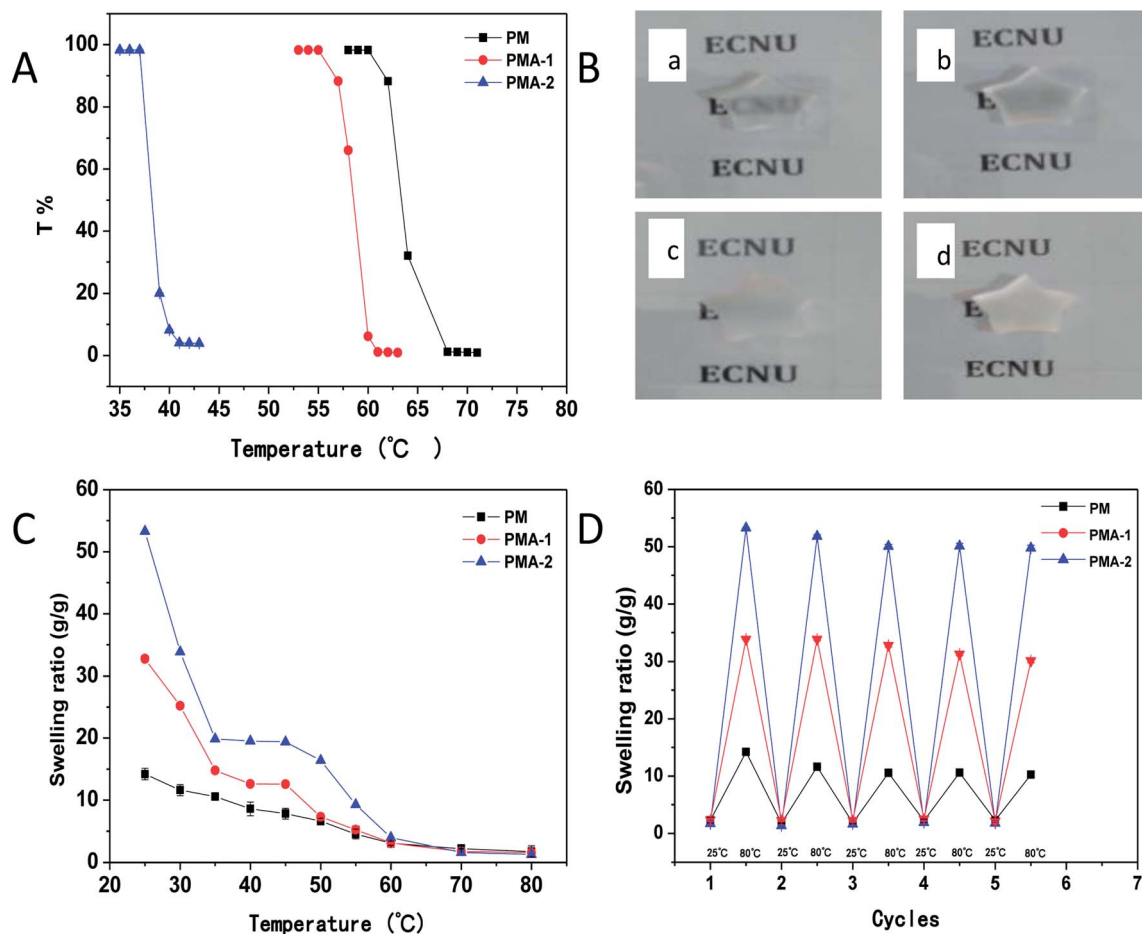 A
T %
100
80
60
40
20
0
PM
PMA-1
PMA-2
35 40 45 50 55 60 65 70 75 80
Temperature (℃ )
B
a
ECNU
ECNU
ECNU
b
ECNU
E
ECNU
c
ECNU
E
ECNU
d
ECNU
E
ECNU
C
Swelling ratio (g/g)
60
50
40
30
20
10
0
PM
PMA-1
PMA-2
20 30 40 50 60 70 80
Temperature (℃)
D
Swelling ratio (g/g)
60
50
40
30
20
10
0
PM
PMA-1
PMA-2
25℃ 80℃ 25℃ 80℃ 25℃ 80℃ 25℃ 80℃ 25℃ 80℃
1 2 3 4 5 6 7
Cycles